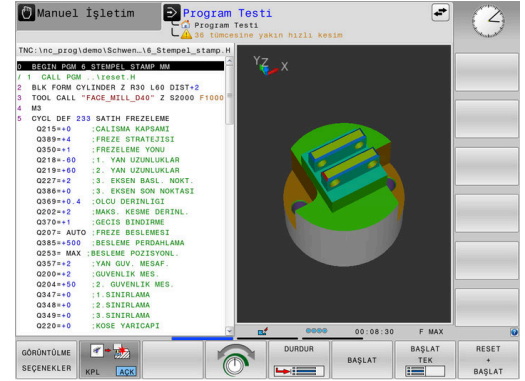 Manuel İşletim
Program Testi
Program Testi
36 tümcesine yakın hızlı kesim
TNC:\nc_prog\demo\Schwen…\6_Stempel_stamp.H
0 BEGIN PGM 6_STEMPEL_STAMP MM
/ 1 CALL PGM ..\reset.H
2 BLK FORM CYLINDER Z R30 L60 DIST+2
3 TOOL CALL "FACE_MILL_D40" Z S2000 F1000
4 M3
5 CYCL DEF 233 SATIH FREZELEME
Q215=+0 ;CALISMA KAPSAMI
Q389=+4 ;FREZE STRATEJISI
Q350=+1 ;FREZELEME YONU
Q218=-60 ;1. YAN UZUNLUKLAR
Q219=+60 ;2. YAN UZUNLUKLAR
Q227=+2 ;3. EKSEN BASL. NOKT.
Q386=+0 ;3. EKSEN SON NOKTASI
Q369=+0.4 ;OLCU DERINLIGI
Q202=+2 ;MAKS. KESME DERINL.
Q370=+1 ;GECIS BINDIRME
Q207= AUTO ;FREZE BESLEMESI
Q385=+500 ;BESLEME PERDAHLAMA
Q253= MAX ;BESLEME POZISYONL.
Q357=+2 ;YAN GUV. MESAF.
Q200=+2 ;GUVENLIK MES.
Q204=+50 ;2. GUVENLIK MES.
Q347=+0 ;1.SINIRLAMA
Q348=+0 ;2.SINIRLAMA
Q349=+0 ;3.SINIRLAMA
Q220=+0 ;KOSE YARICAPI
Y Z X
00:08:30 F MAX
GÖRÜNTÜLME
SEÇENEKLER
KPL AÇK
DURDUR
BAŞLAT
BAŞLAT
TEK
RESET
+
BAŞLAT